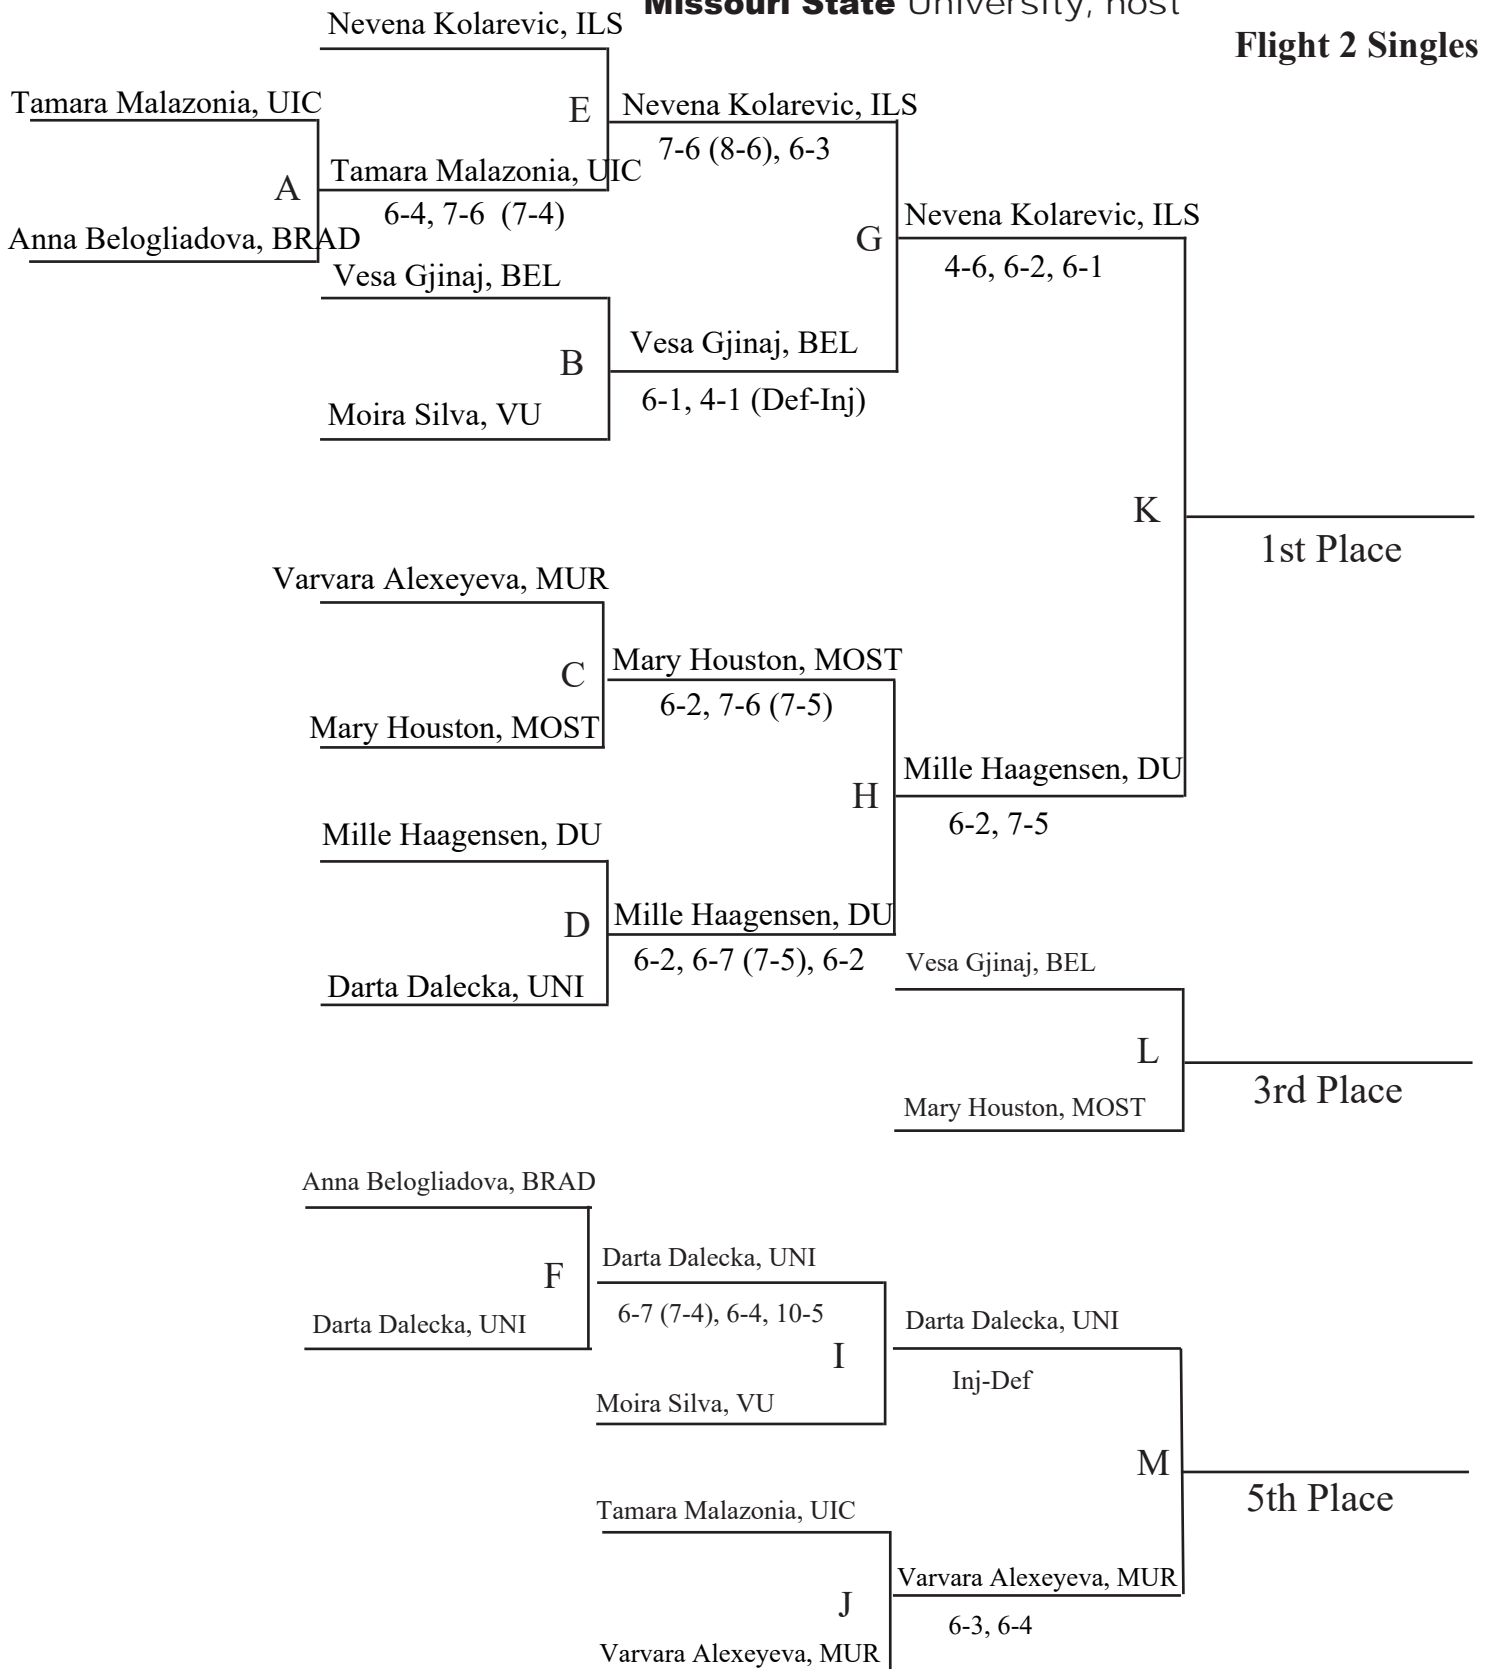 Missouri State University, host
Flight 2 Singles
Nevena Kolarevic, ILS
Tamara Malazonia, UIC
E
Nevena Kolarevic, ILS
7-6 (8-6), 6-3
A
Tamara Malazonia, UIC
6-4, 7-6 (7-4)
Anna Belogliadova, BRAD
G
Nevena Kolarevic, ILS
4-6, 6-2, 6-1
Vesa Gjinaj, BEL
B
Vesa Gjinaj, BEL
6-1, 4-1 (Def-Inj)
Moira Silva, VU
K
1st Place
Varvara Alexeyeva, MUR
C
Mary Houston, MOST
6-2, 7-6 (7-5)
Mary Houston, MOST
H
Mille Haagensen, DU
6-2, 7-5
Mille Haagensen, DU
D
Mille Haagensen, DU
6-2, 6-7 (7-5), 6-2
Darta Dalecka, UNI
Vesa Gjinaj, BEL
L
3rd Place
Mary Houston, MOST
Anna Belogliadova, BRAD
F
Darta Dalecka, UNI
6-7 (7-4), 6-4, 10-5
Darta Dalecka, UNI
I
Darta Dalecka, UNI
Inj-Def
Moira Silva, VU
M
5th Place
Tamara Malazonia, UIC
J
Varvara Alexeyeva, MUR
6-3, 6-4
Varvara Alexeyeva, MUR